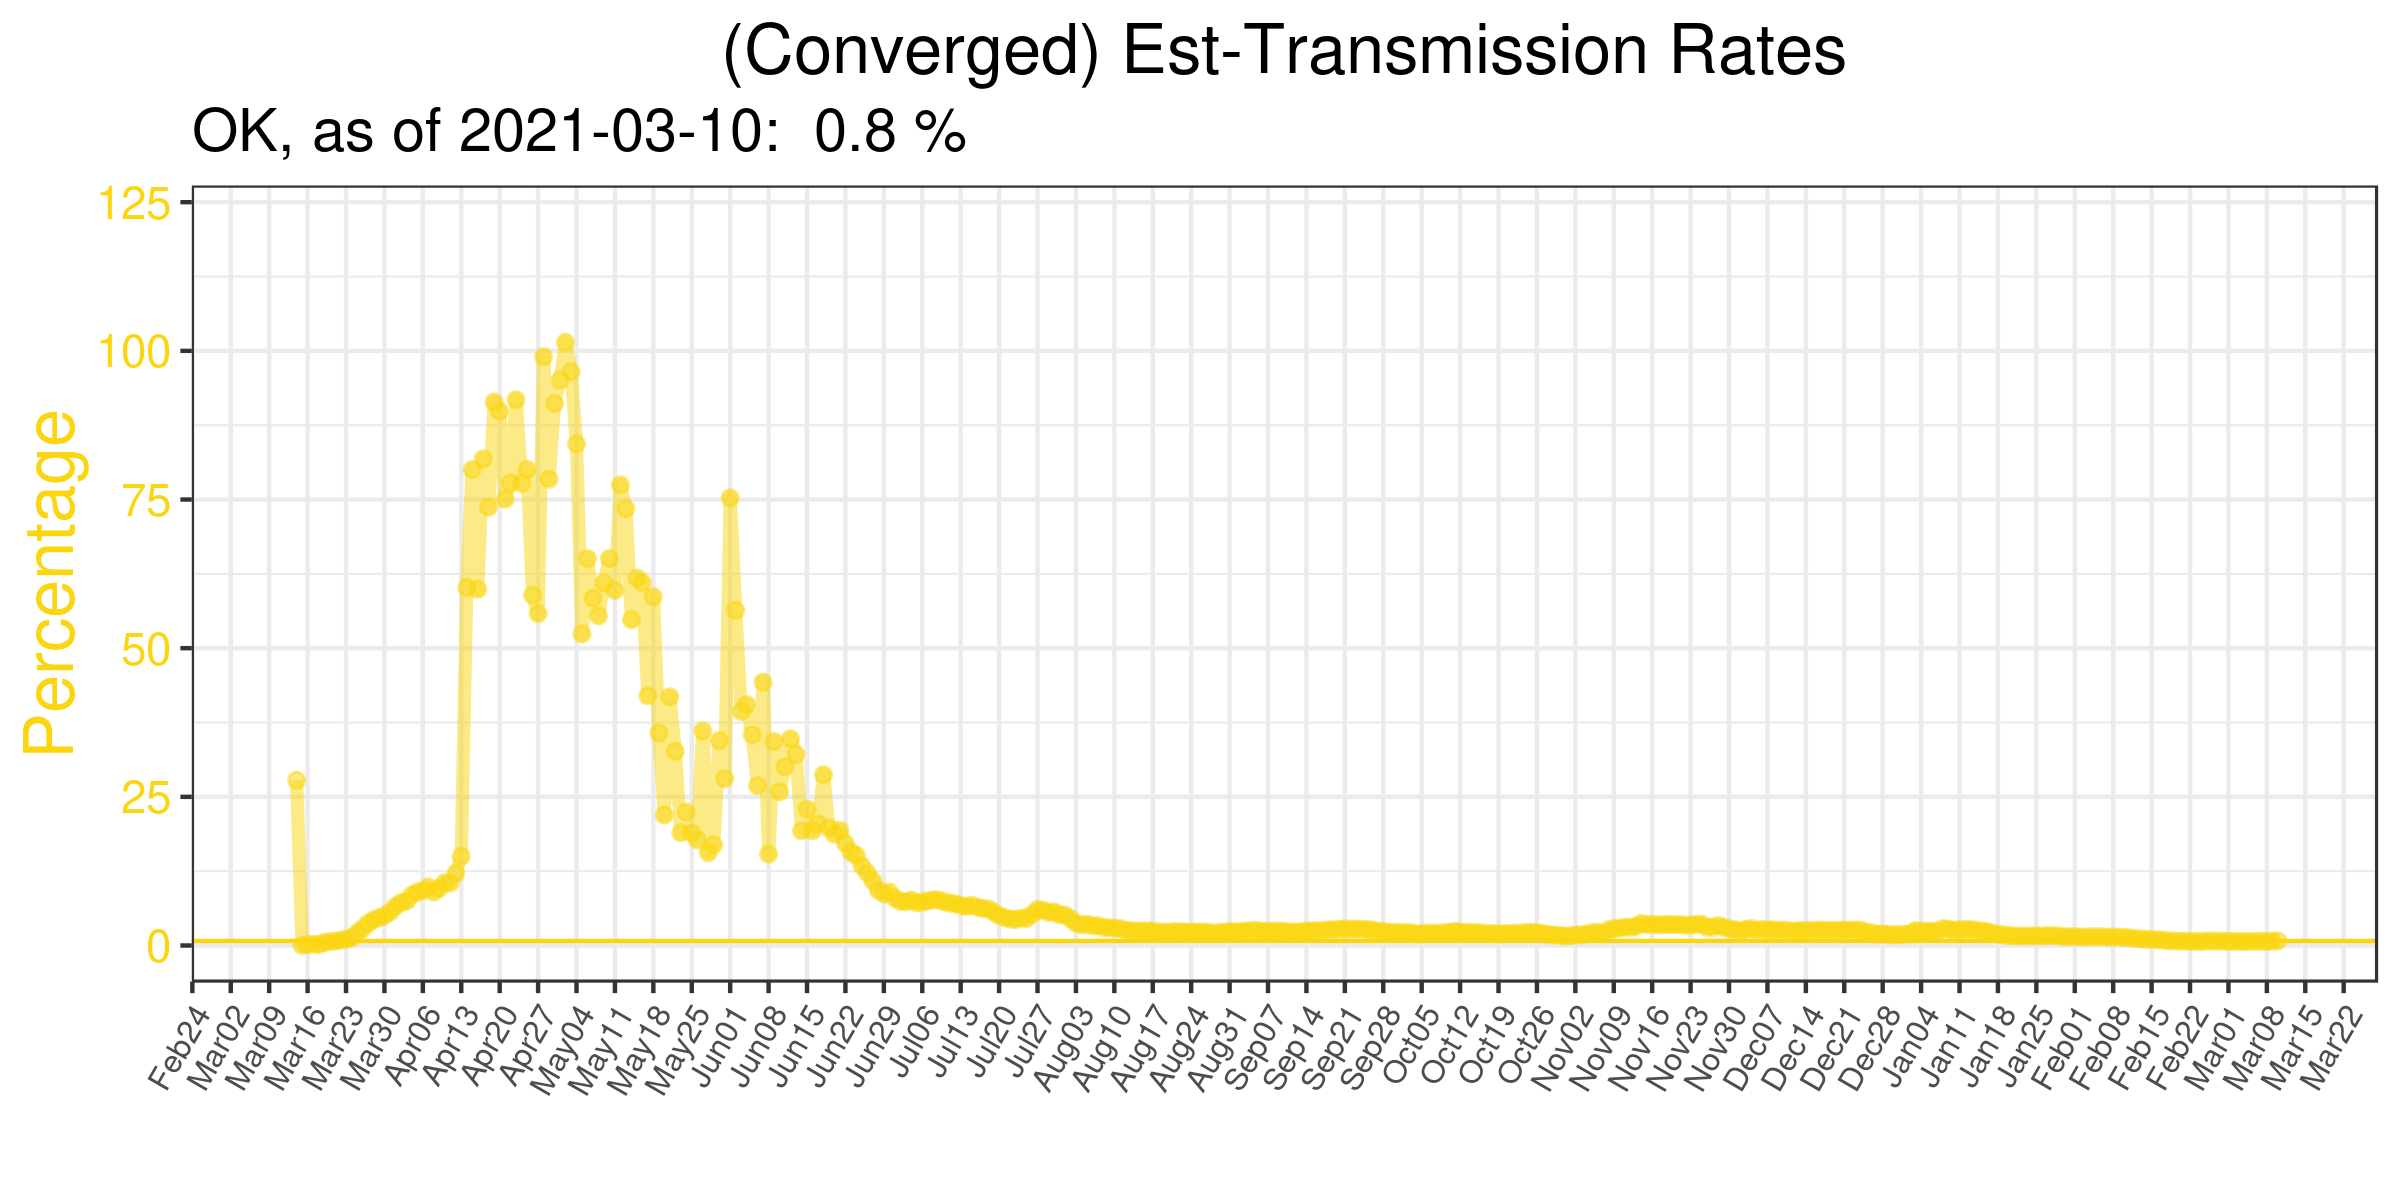 (Converged) Est-Transmission Rates
OK, as of 2021-03-10:  0.8 %
Percentage
125
100
75
50
25
0
Feb24
Mar02
Mar09
Mar16
Mar23
Mar30
Apr06
Apr13
Apr20
Apr27
May04
May11
May18
May25
Jun01
Jun08
Jun15
Jun22
Jun29
Jul06
Jul13
Jul20
Jul27
Aug03
Aug10
Aug17
Aug24
Aug31
Sep07
Sep14
Sep21
Sep28
Oct05
Oct12
Oct19
Oct26
Nov02
Nov09
Nov16
Nov23
Nov30
Dec07
Dec14
Dec21
Dec28
Jan04
Jan11
Jan18
Jan25
Feb01
Feb08
Feb15
Feb22
Mar01
Mar08
Mar15
Mar22